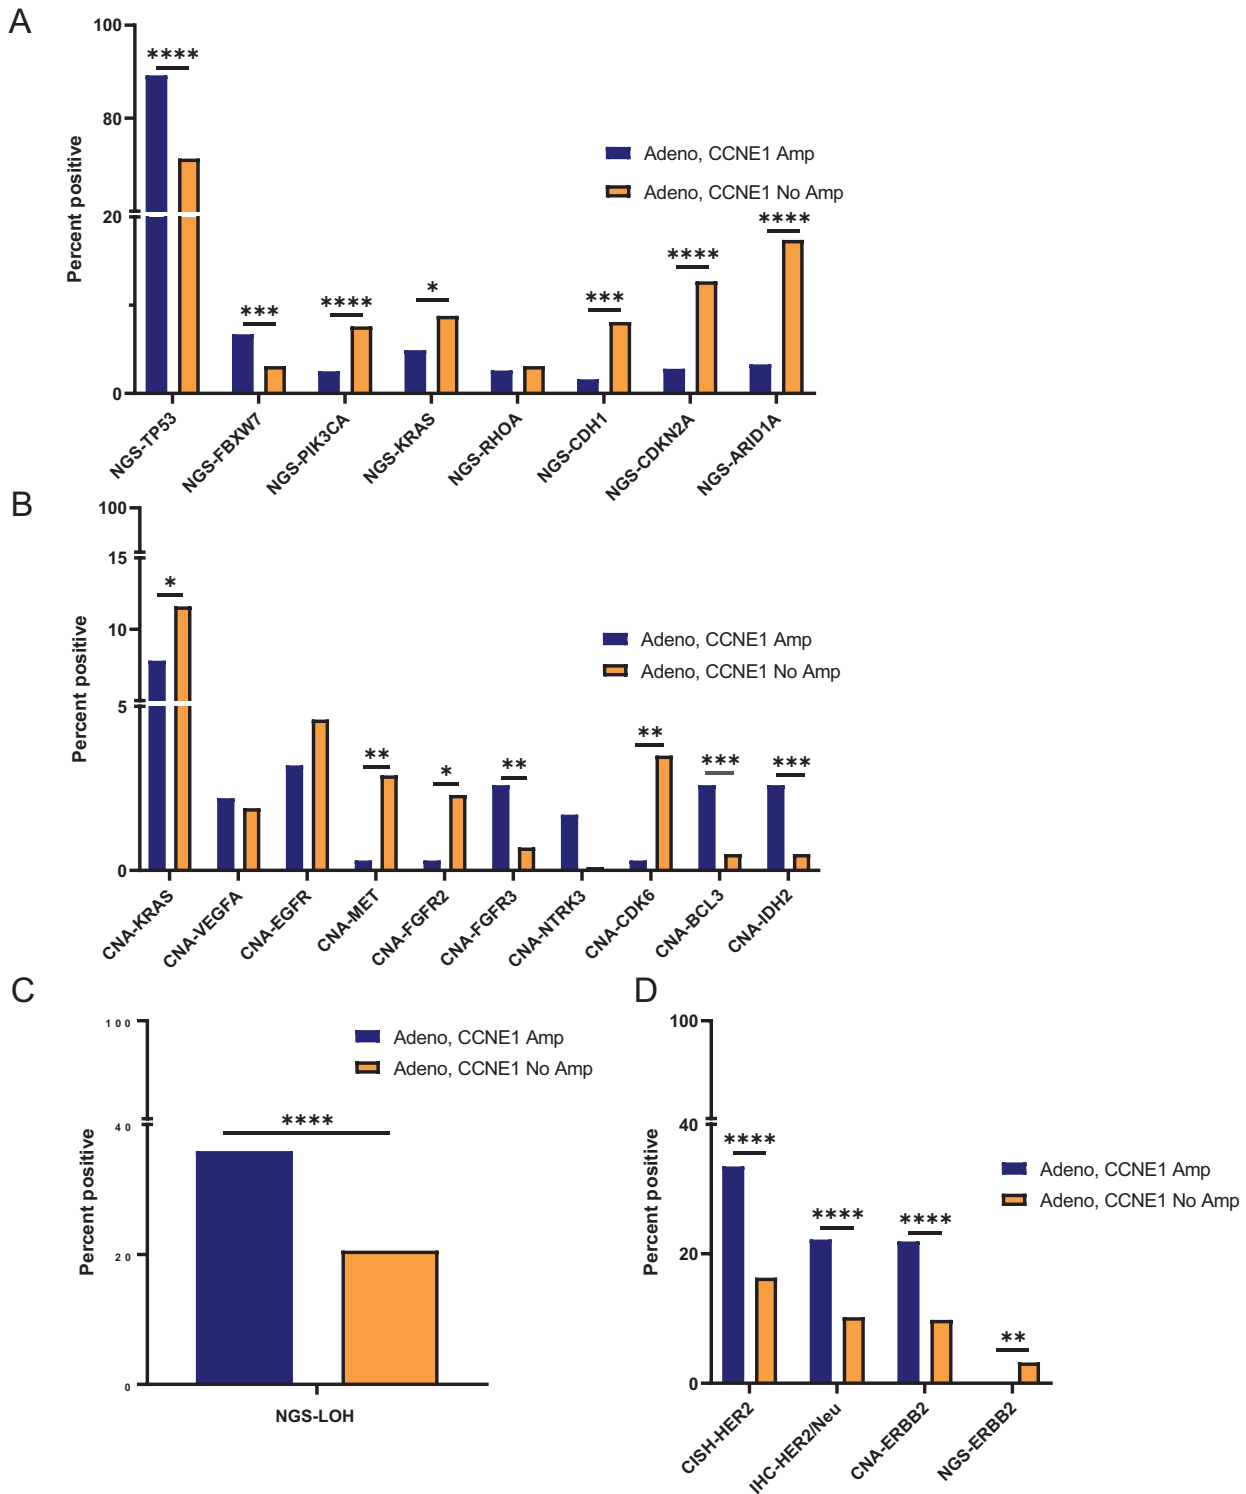 A
100
****
80
Percent positive
Adeno, CCNE1 Amp
Adeno, CCNE1 No Amp
20
****
****
***
****
*
***
0
NGS-TP53
NGS-FBXW7
NGS-PIK3CA
NGS-KRAS
NGS-RHOA
NGS-CDH1
NGS-CDKN2A
NGS-ARID1A
B
100
15
*
10
Percent positive
Adeno, CCNE1 Amp
Adeno, CCNE1 No Amp
5
**
*
**
**
***
***
0
CNA-KRAS
CNA-VEGFA
CNA-EGFR
CNA-MET
CNA-FGFR2
CNA-FGFR3
CNA-NTRK3
CNA-CDK6
CNA-BCL3
CNA-IDH2
C
100
Adeno, CCNE1 Amp
Adeno, CCNE1 No Amp
****
40
Percent positive
20
0
NGS-LOH
D
100
40
****
Percent positive
Adeno, CCNE1 Amp
Adeno, CCNE1 No Amp
****
****
20
**
0
CISH-HER2
IHC-HER2/Neu
CNA-ERBB2
NGS-ERBB2